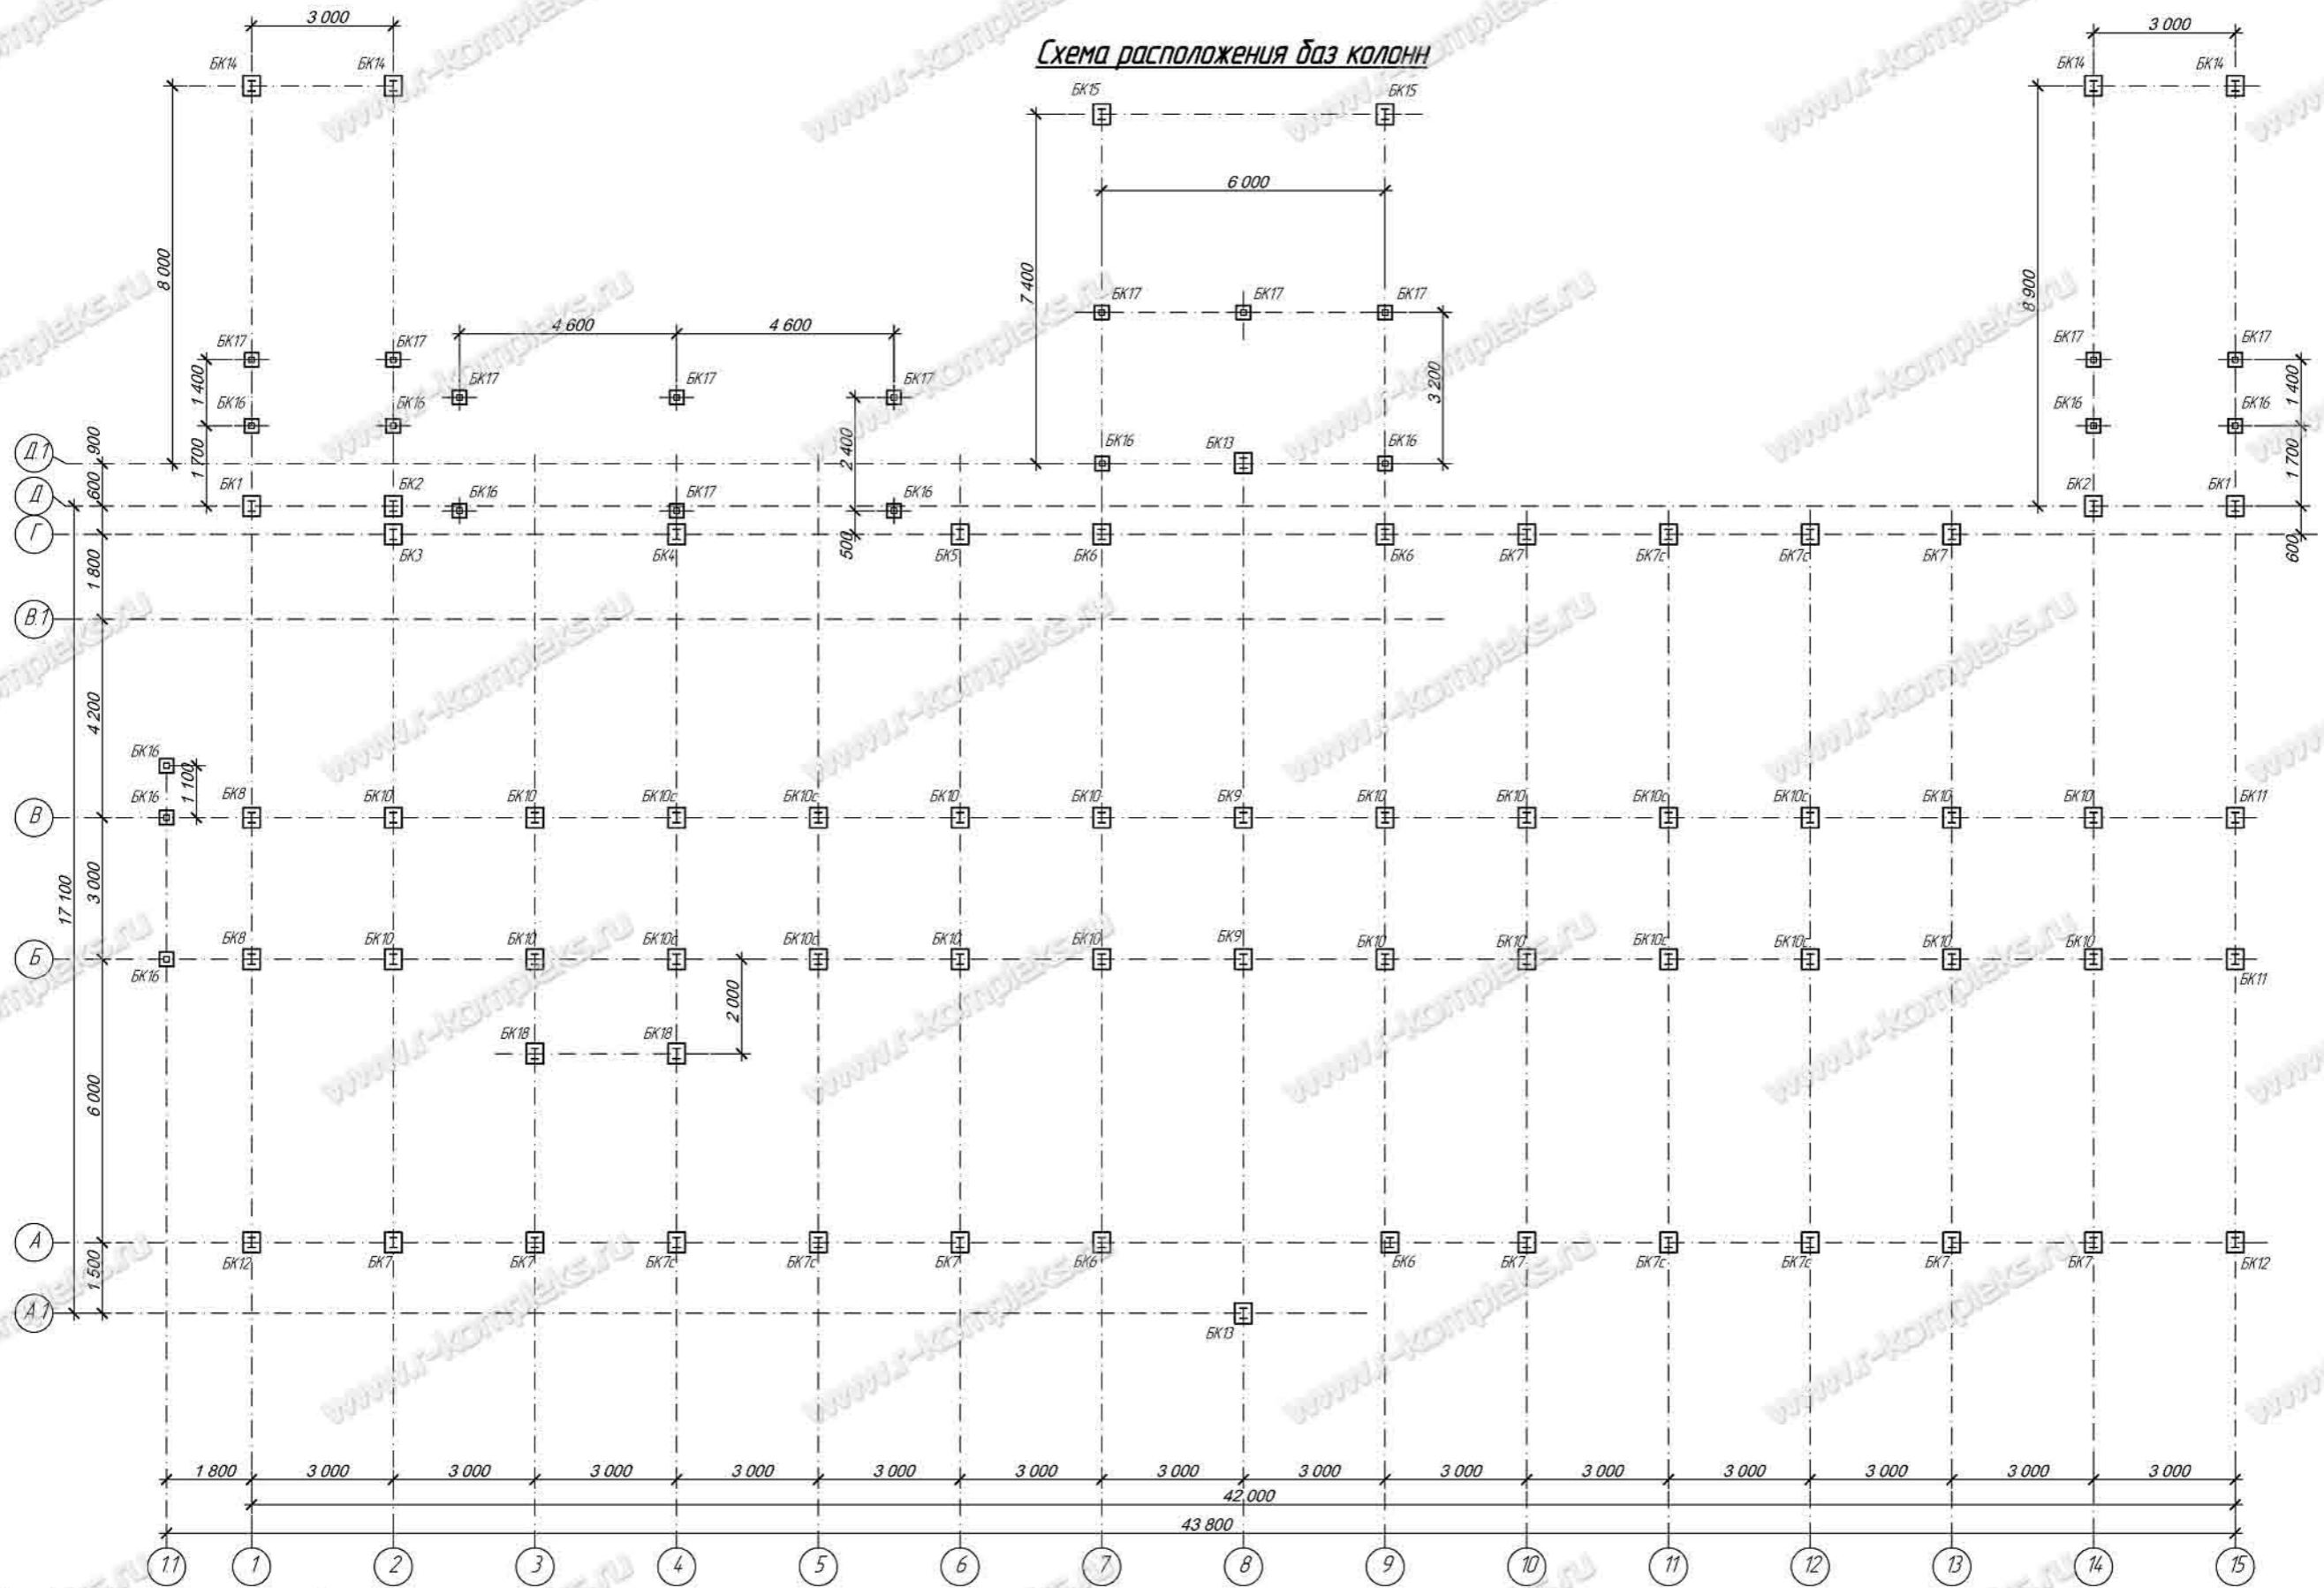 3 000
3 000
Схема расположения баз колонн
БК14 БК14 БК14 БК14
БК15 БК15
6 000
8 000
7 400
8 900
БК17 БК17 БК17
4 600 4 600
БК17 БК17 БК17 БК17
1 400
3 200
1 400
БК17 БК17 БК17
БК16 БК16 БК16 БК16
900
1 700
2 400
1 700
Д.1
БК16 БК13 БК16
600
Д
БК1 БК2 БК16 БК17 БК16 БК2 БК1
Г
БК3 БК4 500 БК5 БК6 БК6 БК7 БК7с БК7с БК7 600
1 800
В.1
4 200
БК16
1 100
БК16 БК8 БК10 БК10 БК10с БК10с БК10 БК10 БК9 БК10 БК10 БК10с БК10с БК10 БК10 БК11
В
17 100
3 000
БК8 БК10 БК10 БК10с БК10с БК10 БК10 БК9 БК10 БК10 БК10с БК10с БК10 БК10
Б
БК16 БК11
2 000
БК18 БК18
6 000
А
БК12 БК7 БК7 БК7с БК7с БК7 БК6 БК6 БК7 БК7с БК7с БК7 БК7 БК12
1 500
А.1
БК13
1 800 3 000 3 000 3 000 3 000 3 000 3 000 3 000 3 000 3 000 3 000 3 000 3 000 3 000 3 000
42 000
43 800
1.1 1 2 3 4 5 6 7 8 9 10 11 12 13 14 15
www.r-kompleks.ru